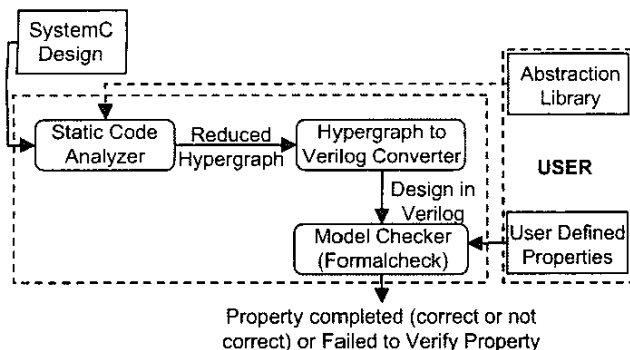 SystemC
Design
Abstraction
Library
Static Code
Analyzer
Reduced
Hypergraph
Hypergraph to
Verilog Converter
USER
Design in
Verilog
Model Checker
(Formalcheck)
User Defined
Properties
Property completed (correct or not
correct) or Failed to Verify Property